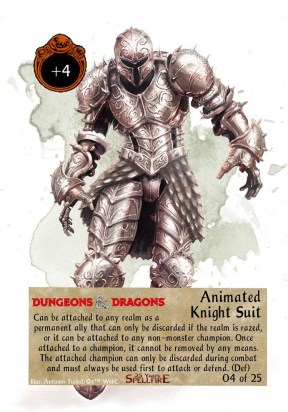 +4
DUNGEONS & DRAGONS
Animated
Knight Suit
Can be attached to any realm as a
permanent ally that can only be discarded if the realm is razed,
or it can be attached to any non-monster champion. Once
attached to a champion, it cannot be removed by any means.
The attached champion can only be discarded during combat
and must always be used first to attack or defend. (Def)
SPELLFIRE
04 of 25